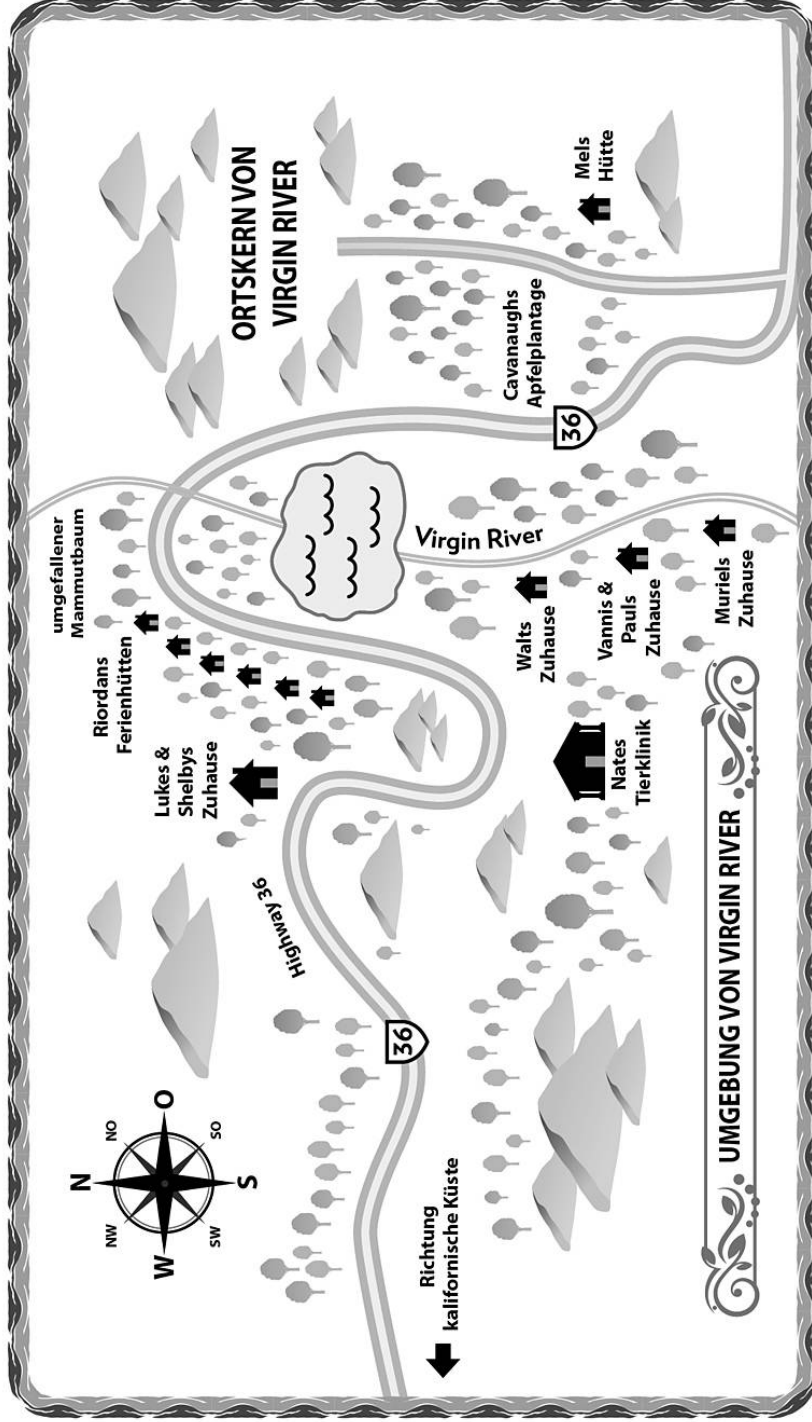 N
NW
NO
W
O
SW
SO
S
Richtung
kalifornische Küste
36
Highway 36
Lukes &
Shelbys
Zuhause
Riordans
Ferienhütten
umgefallener
Mammutbaum
Virgin River
ORTSKERN VON
VIRGIN RIVER
Cavanaughs
Apfelplantage
36
Mels
Hütte
Walts
Zuhause
Vannis &
Pauls
Zuhause
Muriels
Zuhause
Nates
Tierklinik
UMGEBUNG VON VIRGIN RIVER